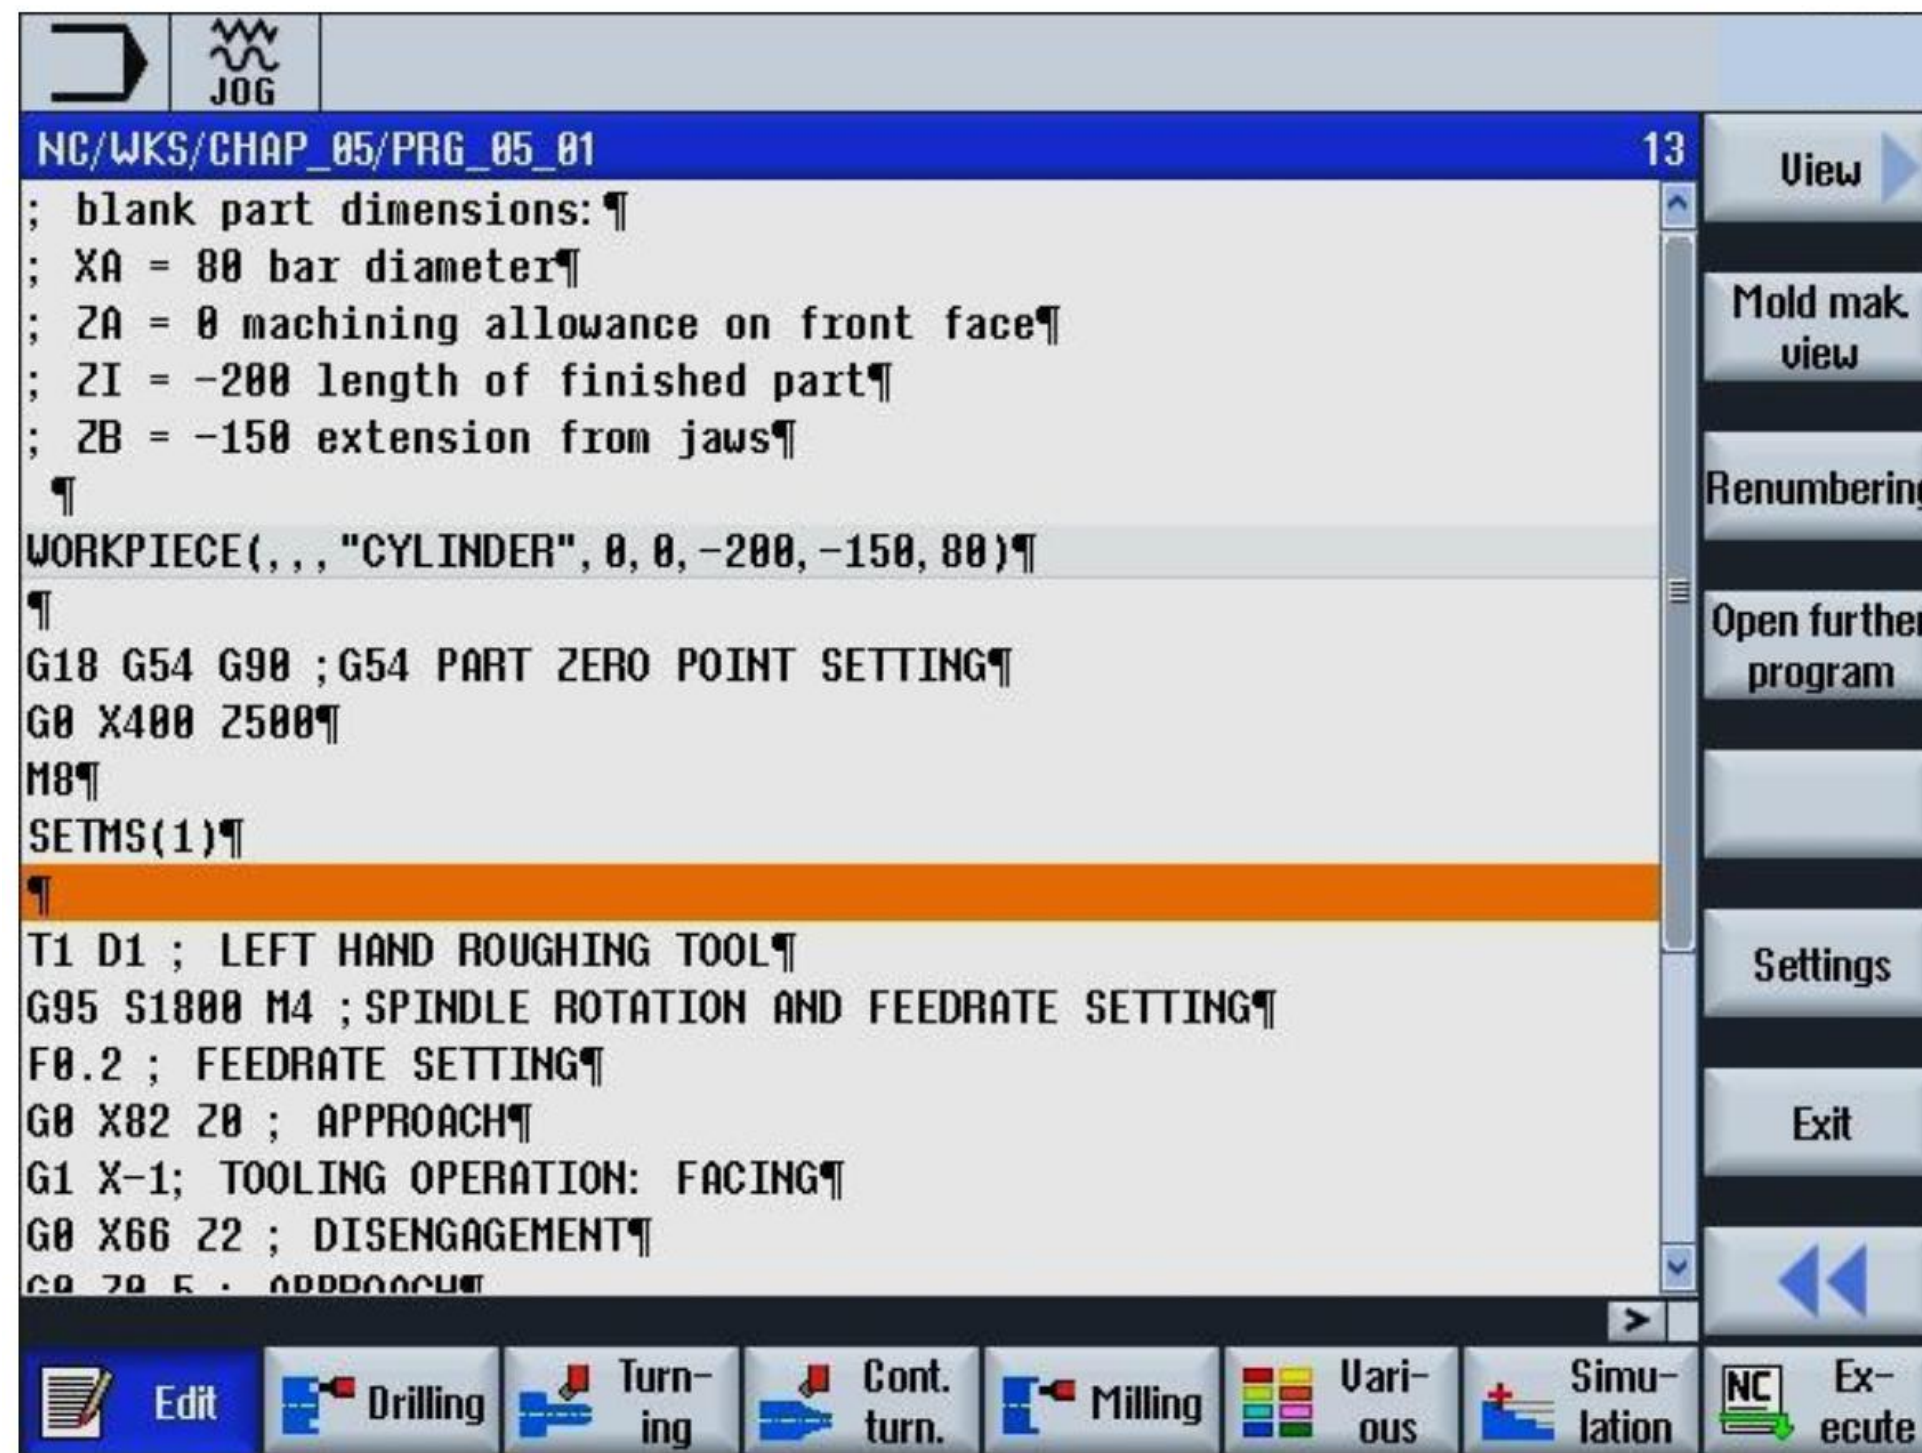 JOG
NC/WKS/CHAP_05/PRG_05_01 13
; blank part dimensions:¶
; XA = 80 bar diameter¶
; ZA = 0 machining allowance on front face¶
; ZI = -200 length of finished part¶
; ZB = -150 extension from jaws¶
¶
WORKPIECE(,,,"CYLINDER",0,0,-200,-150,80)¶
¶
G18 G54 G90 ;G54 PART ZERO POINT SETTING¶
G0 X400 Z500¶
M8¶
SETMS(1)¶
¶
T1 D1 ; LEFT HAND ROUGHING TOOL¶
G95 S1800 M4 ;SPINDLE ROTATION AND FEEDRATE SETTING¶
F0.2 ; FEEDRATE SETTING¶
G0 X82 Z0 ; APPROACH¶
G1 X-1; TOOLING OPERATION: FACING¶
G0 X66 Z2 ; DISENGAGEMENT¶
View
Mold mak.
view
Renumbering
Open further
program
Settings
Exit
>
Edit
Drilling
Turn-
ing
Cont.
turn.
Milling
Vari-
ous
Simu-
lation
NC
Ex-
ecute